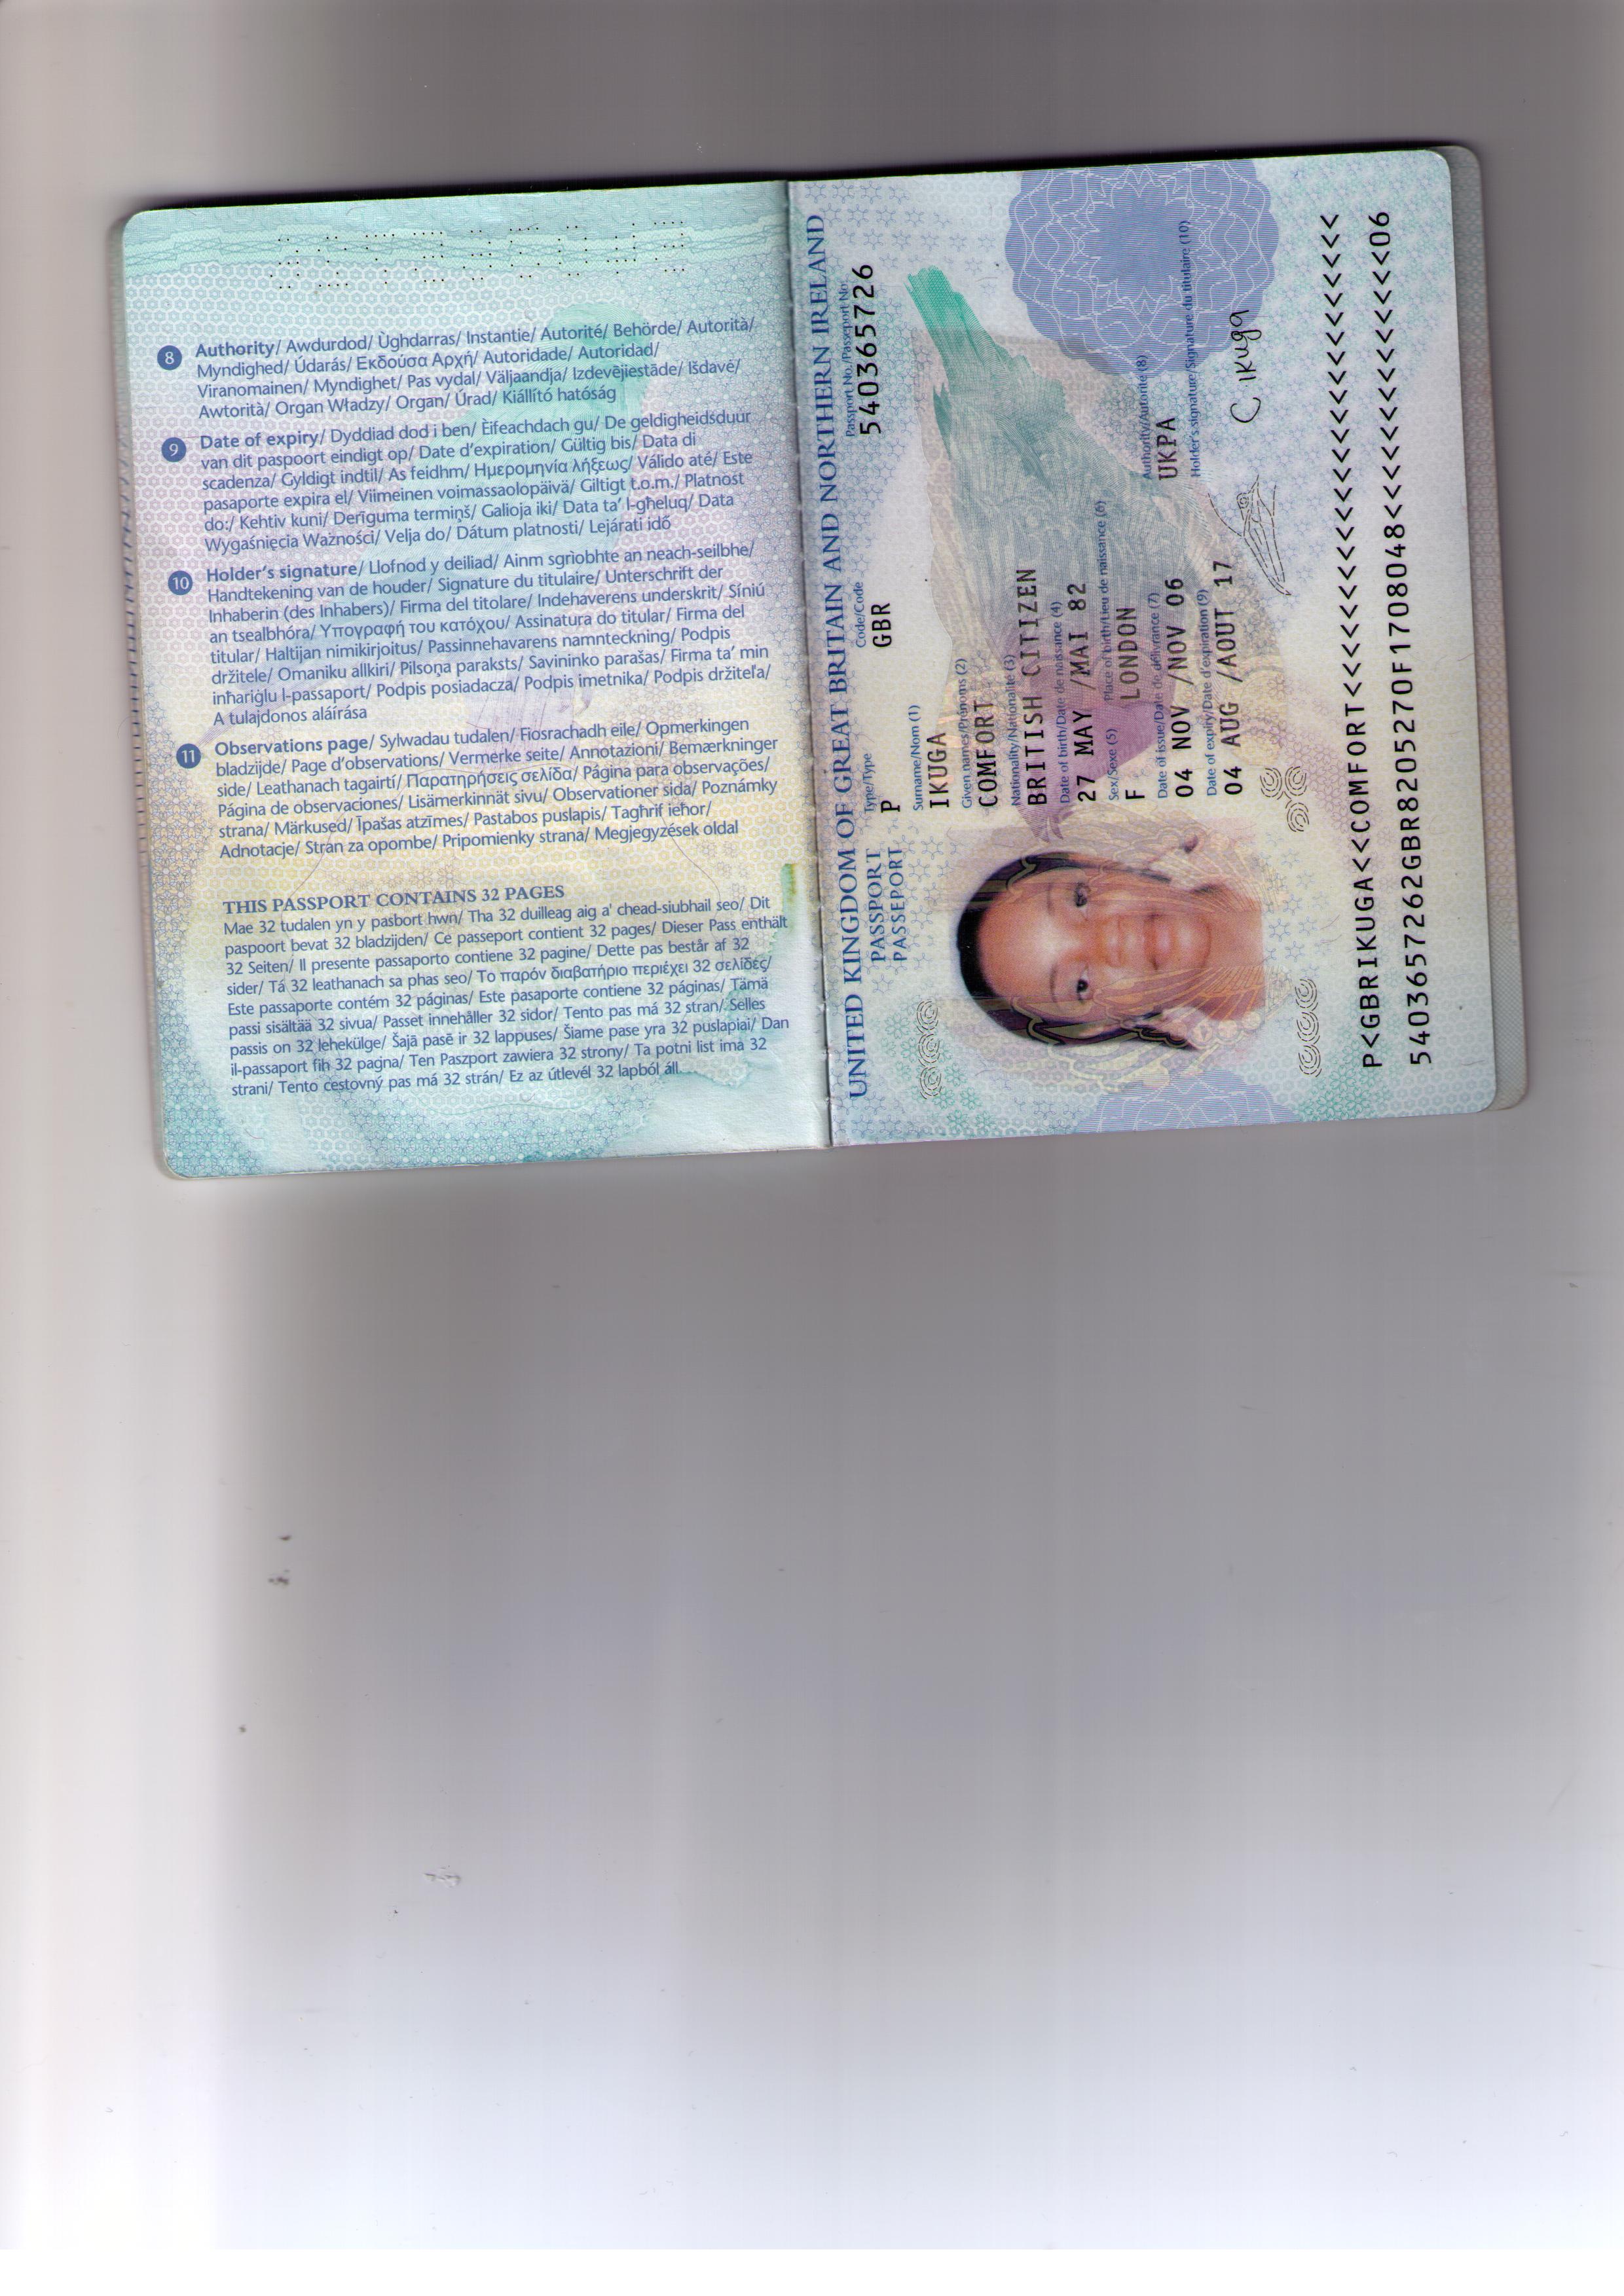 8 Authority/ Awdurdod/ Ùghdarras/ Instantie/ Autorité/ Behörde/ Autorità/
Myndighed/ Údarás/ Εκδούσα Αρχή/ Autoridade/ Autoridad/
Viranomainen/ Myndighet/ Pas vydal/ Väljaandja/ Izdevējiestāde/ Išdavė/
Awtorità/ Organ Władzy/ Organ/ Úrad/ Kiállító hatóság
9 Date of expiry/ Dyddiad dod i ben/ Èifeachdach gu/ De geldigheidsduur
van dit paspoort eindigt op/ Date d'expiration/ Gültig bis/ Data di
scadenza/ Gyldigt indtil/ As feidhm/ Ημερομηνία λήξεως/ Válido até/ Este
pasaporte expira el/ Viimeinen voimassaolopäivä/ Giltigt t.o.m./ Platnost
do:/ Kehtiv kuni/ Derīguma termiņš/ Galioja iki/ Data ta' l-għeluq/ Data
Wygaśnięcia Ważności/ Velja do/ Dátum platnosti/ Lejárati idő
10 Holder's signature/ Llofnod y deiliad/ Ainm sgrìobhte an neach-seilbhe/
Handtekening van de houder/ Signature du titulaire/ Unterschrift der
Inhaberin (des Inhabers)/ Firma del titolare/ Indehaverens underskrit/ Síniú
an tsealbhóra/ Υπογραφή του κατόχου/ Assinatura do titular/ Firma del
titular/ Haltijan nimikirjoitus/ Passinnehavarens namnteckning/ Podpis
držitele/ Omaniku allkiri/ Pilsoņa paraksts/ Savininko parašas/ Firma ta' min
inħariġlu l-passaport/ Podpis posiadacza/ Podpis imetnika/ Podpis držiteľa/
A tulajdonos aláírása
11 Observations page/ Sylwadau tudalen/ Fiosrachadh eile/ Opmerkingen
bladzijde/ Page d'observations/ Vermerke seite/ Annotazioni/ Bemærkninger
side/ Leathanach tagairtí/ Παρατηρήσεις σελίδα/ Página para observações/
Página de observaciones/ Lisämerkinnät sivu/ Observationer sida/ Poznámky
strana/ Märkused/ Īpašas atzīmes/ Pastabos puslapis/ Tagħrif ieħor/
Adnotacje/ Stran za opombe/ Pripomienky strana/ Megjegyzések oldal
THIS PASSPORT CONTAINS 32 PAGES
Mae 32 tudalen yn y pasbort hwn/ Tha 32 duilleag aig a' chead-siubhail seo/ Dit
paspoort bevat 32 bladzijden/ Ce passeport contient 32 pages/ Dieser Pass enthält
32 Seiten/ Il presente passaporto contiene 32 pagine/ Dette pas består af 32
sider/ Tá 32 leathanach sa phas seo/ Το παρόν διαβατήριο περιέχει 32 σελίδες/
Este passaporte contém 32 páginas/ Este pasaporte contiene 32 páginas/ Tämä
passi sisältää 32 sivua/ Passet innehåller 32 sidor/ Tento pas má 32 stran/ Selles
passis on 32 lehekülge/ Šajā pasē ir 32 lappuses/ Šiame pase yra 32 puslapiai/ Dan
il-passaport fih 32 pagna/ Ten Paszport zawiera 32 strony/ Ta potni list ima 32
strani/ Tento cestovný pas má 32 strán/ Ez az útlevél 32 lapból áll
UNITED KINGDOM OF GREAT BRITAIN AND NORTHERN IRELAND
PASSPORT
PASSEPORT
Type/Type Code/Code Passport No./Passeport No.
P GBR 540365726
Surname/Nom (1)
IKUGA
Given names/Prénoms (2)
COMFORT
Nationality/Nationalité (3)
BRITISH CITIZEN
Date of birth/Date de naissance (4)
27 MAY /MAI 82
Sex/Sexe (5) Place of birth/Lieu de naissance (6)
F LONDON
Date of issue/Date de délivrance (7) Authority/Autorité (8)
04 NOV /NOV 06 UKPA
Date of expiry/Date d'expiration (9) Holder's signature/Signature du titulaire (10)
04 AUG /AOUT 17
C Ikuga
P<GBRIKUGA<<COMFORT<<<<<<<<<<<<<<<<<<<<<<<<<
5403657262GBR8205270F1708048<<<<<<<<<<<<<<06